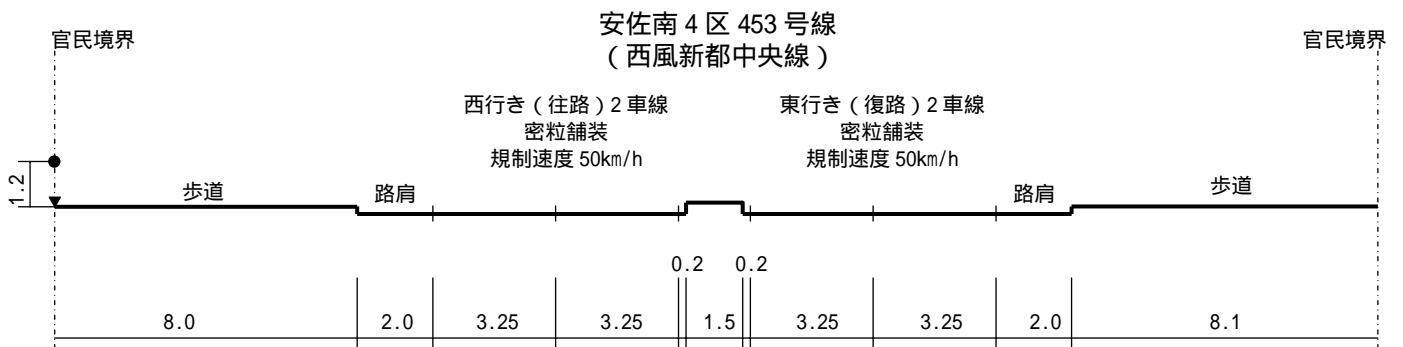 安佐南4区453号線
(西風新都中央線)
官民境界
官民境界
西行き(往路)2車線
密粒舗装
規制速度50km/h
東行き(復路)2車線
密粒舗装
規制速度50km/h
1.2
歩道
路肩
路肩
歩道
0.2
0.2
8.0
2.0
3.25
3.25
1.5
3.25
3.25
2.0
8.1